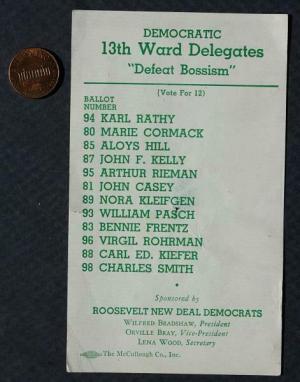 DEMOCRATIC
13th Ward Delegates
"Defeat Bossism"
(Vote For 12)
BALLOT
NUMBER
94 KARL RATHY
80 MARIE CORMACK
85 ALOYS HILL
87 JOHN F. KELLY
95 ARTHUR RIEMAN
81 JOHN CASEY
89 NORA KLEIFGEN
93 WILLIAM PASCH
83 BENNIE FRENTZ
96 VIRGIL ROHRMAN
88 CARL ED. KIEFER
98 CHARLES SMITH
Sponsored by
ROOSEVELT NEW DEAL DEMOCRATS
WILFRED BRADSHAW, President
ORVILLE BRAY, Vice-President
LENA WOOD, Secretary
The McCullough Co., Inc.